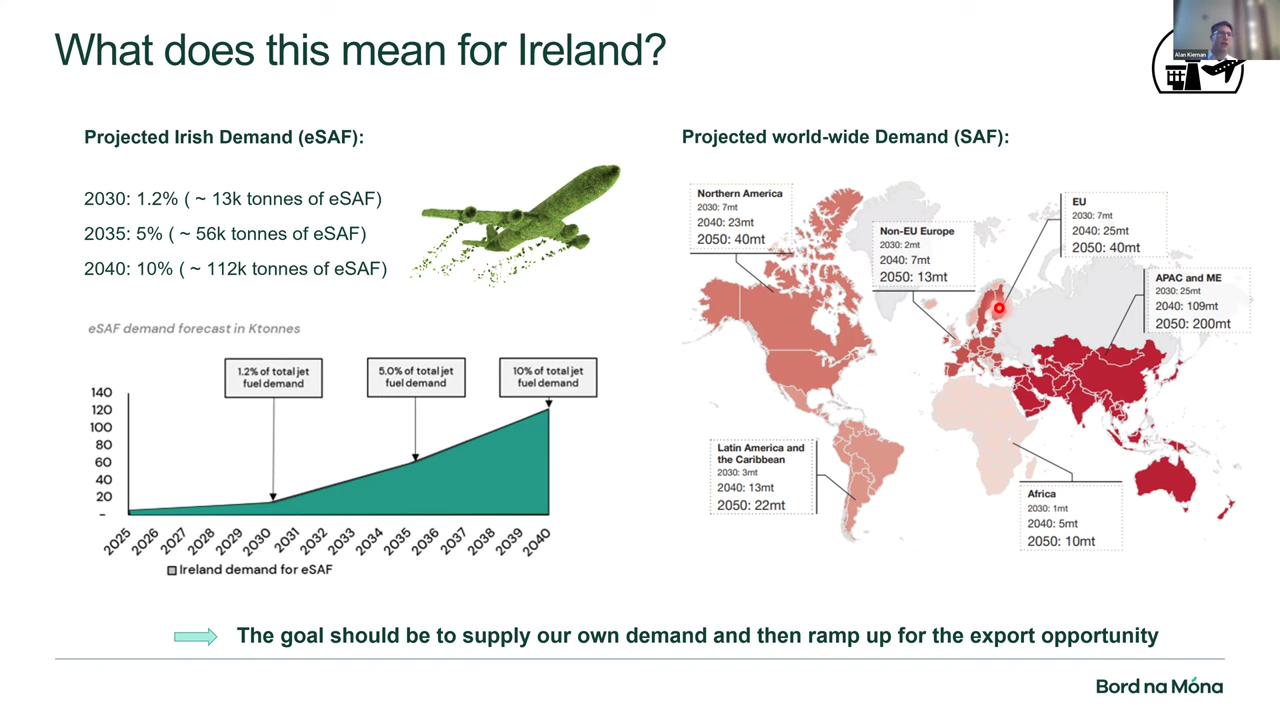 What does this mean for Ireland?
Alan Kiernan
Projected Irish Demand (eSAF):
2030: 1.2% ( ~ 13k tonnes of eSAF)
2035: 5% ( ~ 56k tonnes of eSAF)
2040: 10% ( ~ 112k tonnes of eSAF)
eSAF demand forecast in Ktonnes
1.2% of total jet
fuel demand
5.0% of total jet
fuel demand
10% of total jet
fuel demand
140
120
100
80
60
40
20
–
2025
2026
2027
2028
2029
2030
2031
2032
2033
2034
2035
2036
2037
2038
2039
2040
Ireland demand for eSAF
Projected world-wide Demand (SAF):
Northern America
2030: 7mt
2040: 23mt
2050: 40mt
Non-EU Europe
2030: 2mt
2040: 7mt
2050: 13mt
EU
2030: 7mt
2040: 25mt
2050: 40mt
APAC and ME
2030: 25mt
2040: 109mt
2050: 200mt
Latin America and
the Caribbean
2030: 3mt
2040: 13mt
2050: 22mt
Africa
2030: 1mt
2040: 5mt
2050: 10mt
The goal should be to supply our own demand and then ramp up for the export opportunity
Bord na Móna